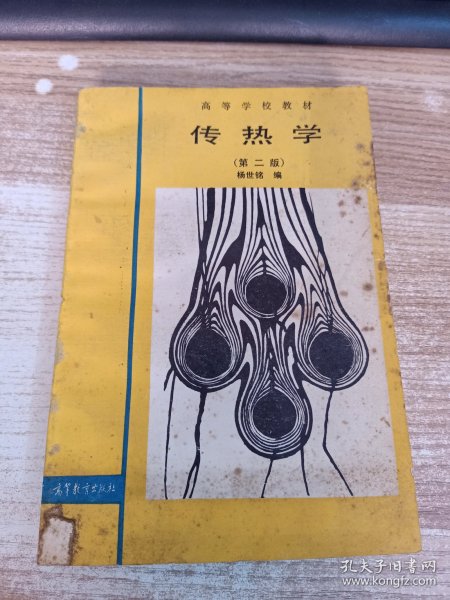 高等学校教材
传热学
(第二版)
杨世铭 编
高等教育出版社
孔夫子旧书网
www.kongfz.com